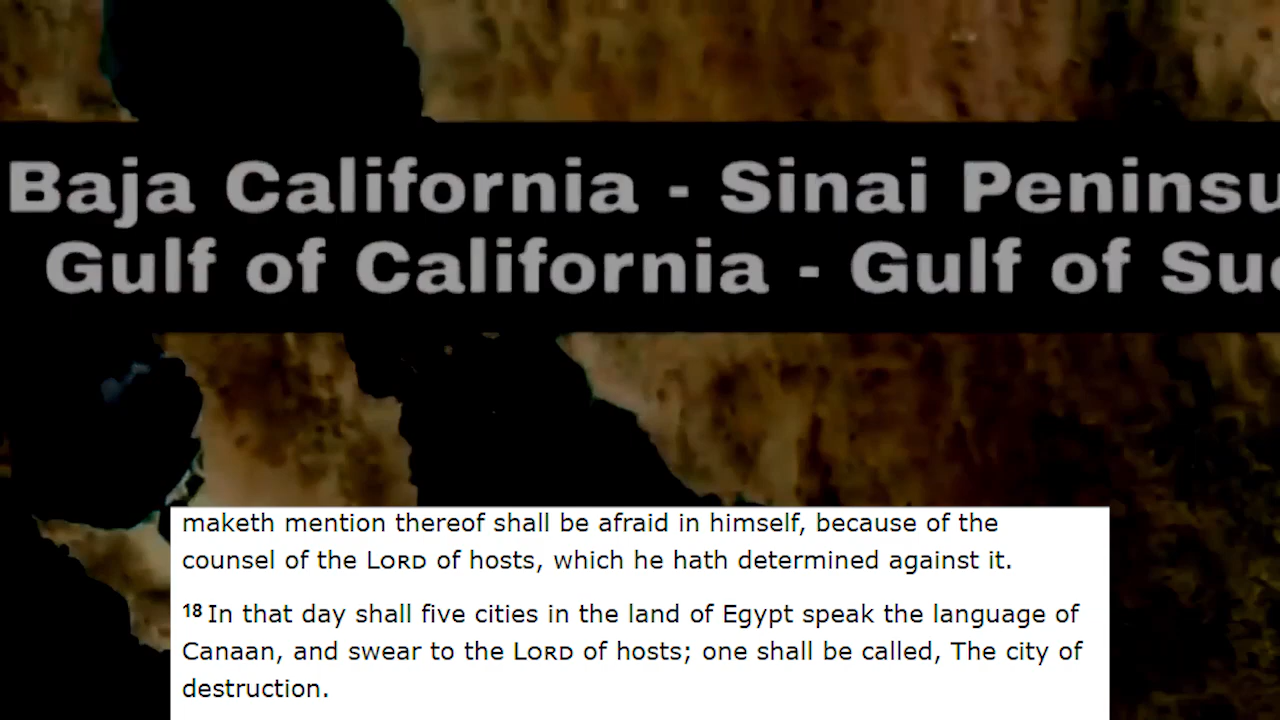 Baja California - Sinai Peninsu
Gulf of California - Gulf of Sue
maketh mention thereof shall be afraid in himself, because of the
counsel of the LORD of hosts, which he hath determined against it.
18 In that day shall five cities in the land of Egypt speak the language of
Canaan, and swear to the LORD of hosts; one shall be called, The city of
destruction.